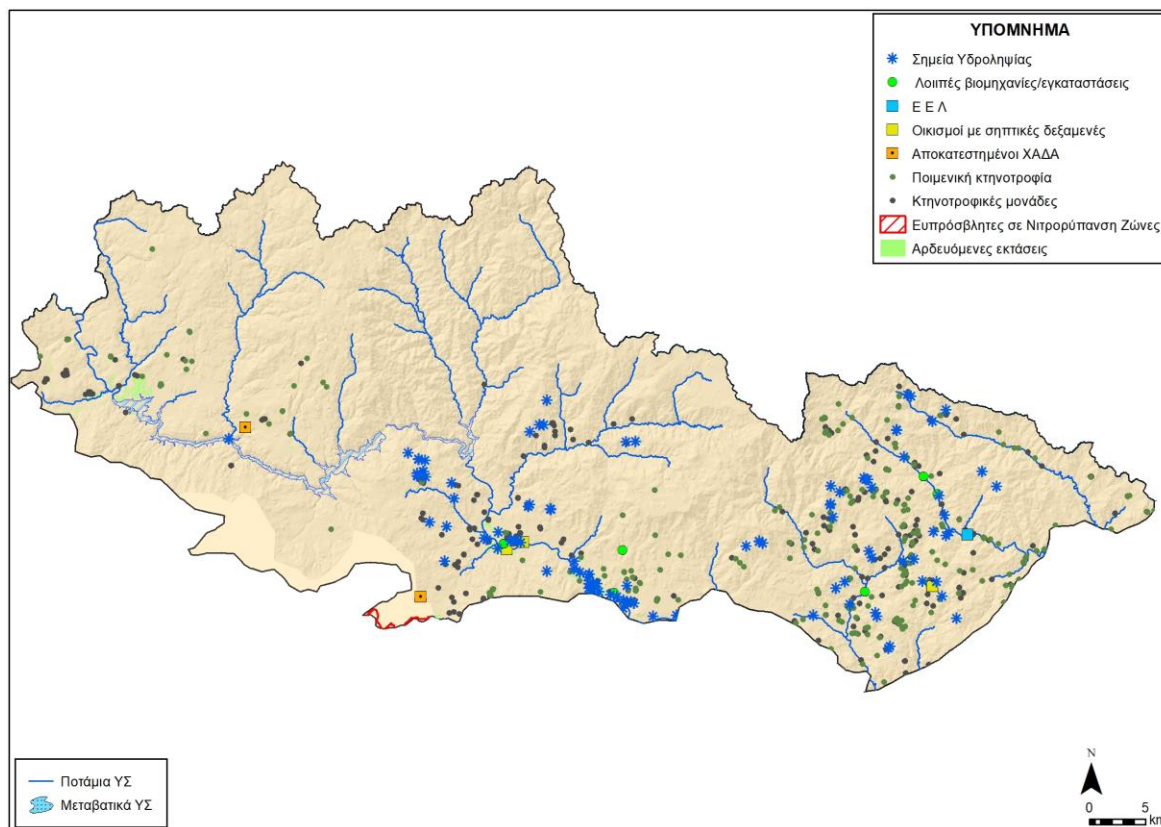 ΥΠΟΜΝΗΜΑ
Σημεία Υδροληψίας
Λοιπές βιομηχανίες/εγκαταστάσεις
Ε Ε Λ
Οικισμοί με σηπτικές δεξαμενές
Αποκατεστημένοι ΧΑΔΑ
Ποιμενική κτηνοτροφία
Κτηνοτροφικές μονάδες
Ευπρόσβλητες σε Νιτρορύπανση Ζώνες
Αρδευόμενες εκτάσεις
Ποτάμια ΥΣ
Μεταβατικά ΥΣ
N
0 5
km